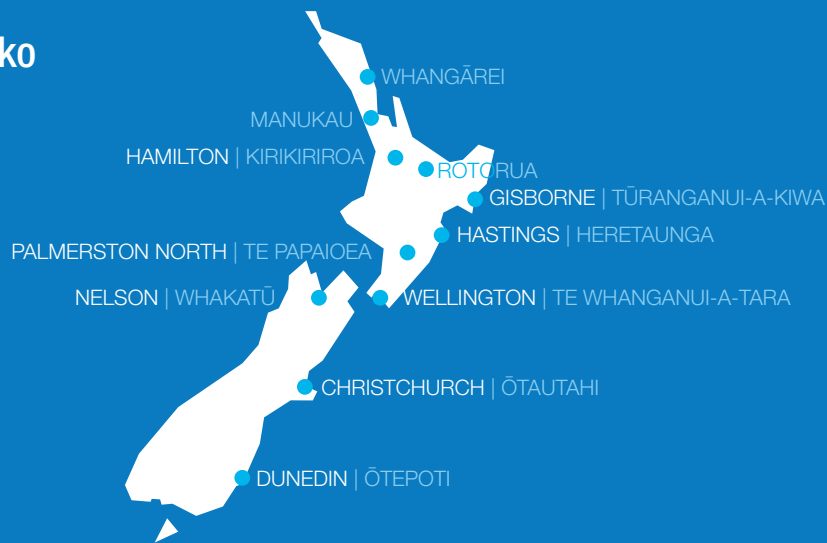 ko
WHANGĀREI
MANUKAU
HAMILTON | KIRIKIRIROA
ROTORUA
GISBORNE | TŪRANGANUI-A-KIWA
HASTINGS | HERETAUNGA
PALMERSTON NORTH | TE PAPAIOEA
NELSON | WHAKATŪ
WELLINGTON | TE WHANGANUI-A-TARA
CHRISTCHURCH | ŌTAUTAHI
DUNEDIN | ŌTEPOTI